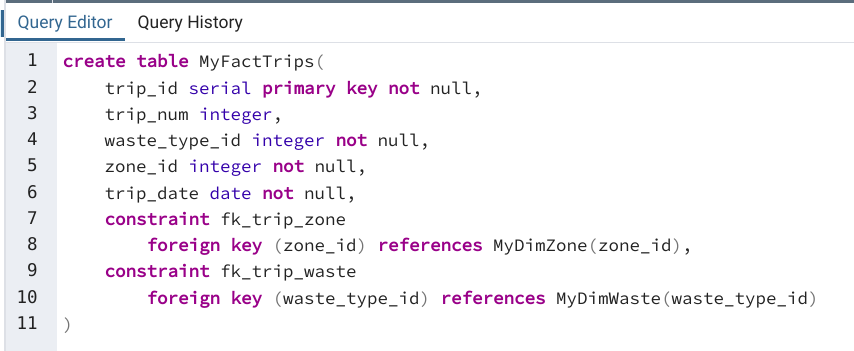 Query Editor Query History
1 create table MyFactTrips(
2 trip_id serial primary key not null,
3 trip_num integer,
4 waste_type_id integer not null,
5 zone_id integer not null,
6 trip_date date not null,
7 constraint fk_trip_zone
8 foreign key (zone_id) references MyDimZone(zone_id),
9 constraint fk_trip_waste
10 foreign key (waste_type_id) references MyDimWaste(waste_type_id)
11 )